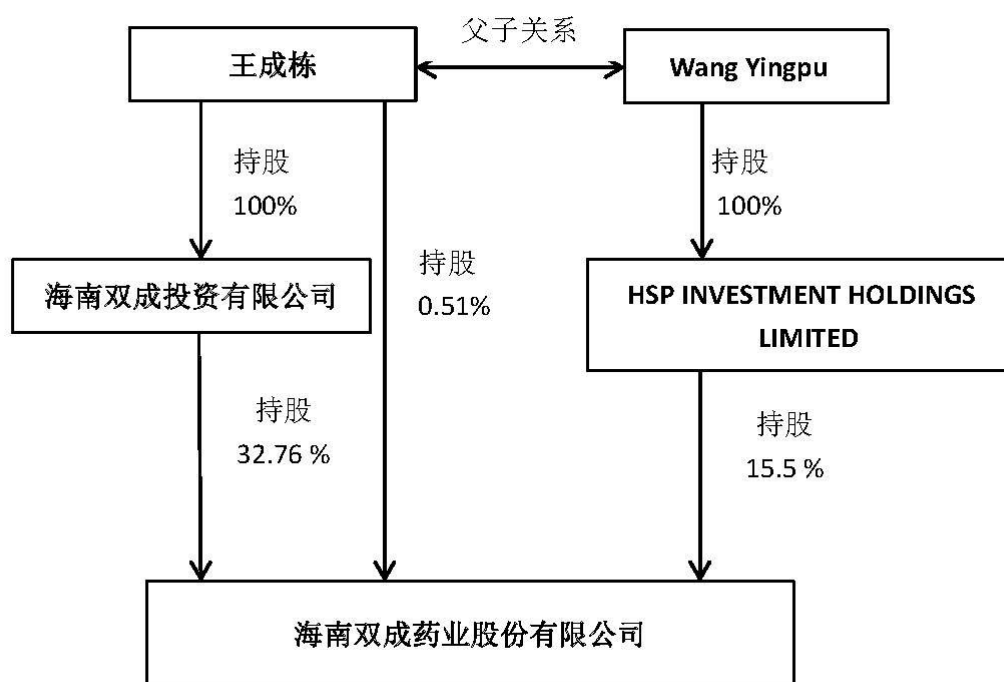 父子关系
王成栋
Wang Yingpu
持股
100%
持股
100%
持股
0.51%
海南双成投资有限公司
HSP INVESTMENT HOLDINGS
LIMITED
持股
32.76 %
持股
15.5 %
海南双成药业股份有限公司